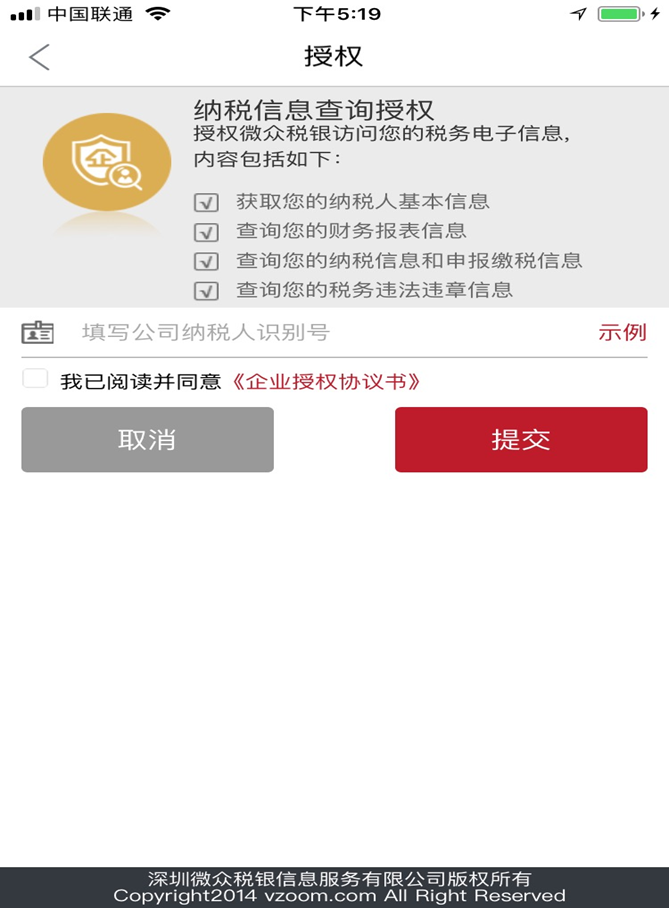 中国联通
下午5:19
授权
纳税信息查询授权
授权微众税银访问您的税务电子信息,
内容包括如下:
获取您的纳税人基本信息
查询您的财务报表信息
查询您的纳税信息和申报缴税信息
查询您的税务违法违章信息
企
填写公司纳税人识别号
示例
我已阅读并同意《企业授权协议书》
取消
提交
深圳微众税银信息服务有限公司版权所有
Copyright2014 vzoom.com All Right Reserved